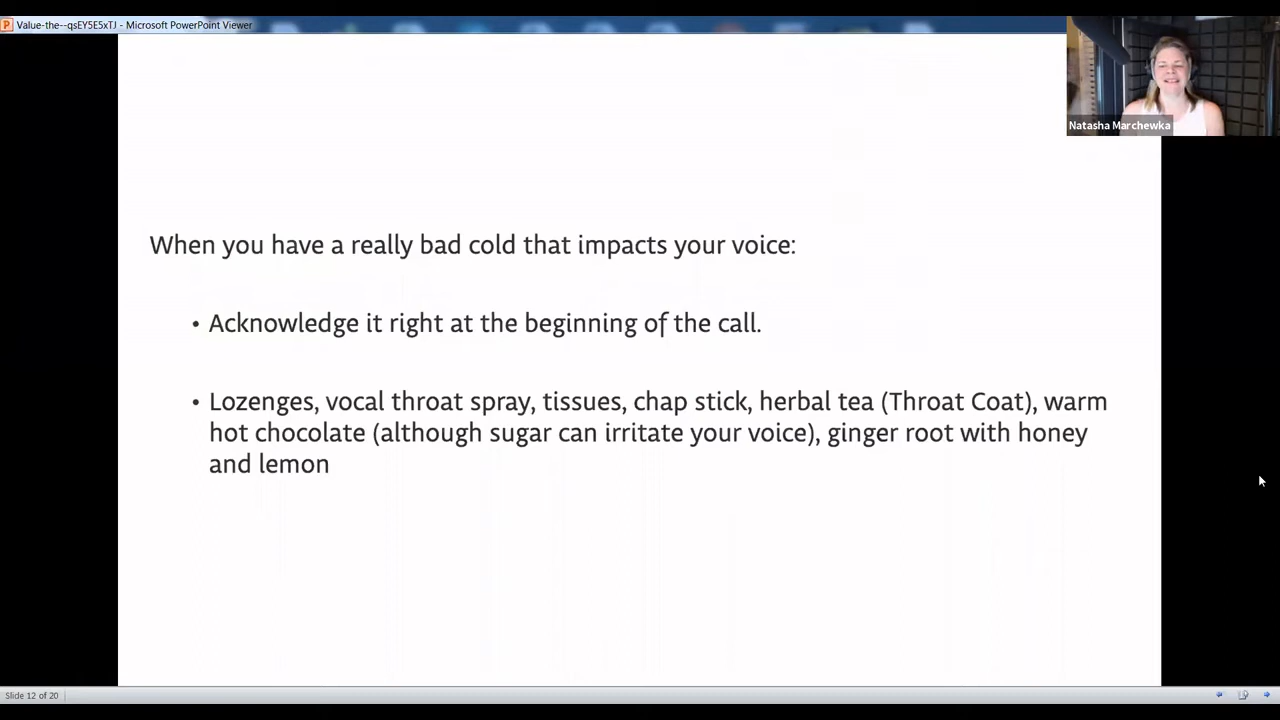 Value-the--qsEY5E5xTJ - Microsoft PowerPoint Viewer
Natasha Marchewka
When you have a really bad cold that impacts your voice:
• Acknowledge it right at the beginning of the call.
• Lozenges, vocal throat spray, tissues, chap stick, herbal tea (Throat Coat), warm
hot chocolate (although sugar can irritate your voice), ginger root with honey
and lemon
Slide 12 of 20